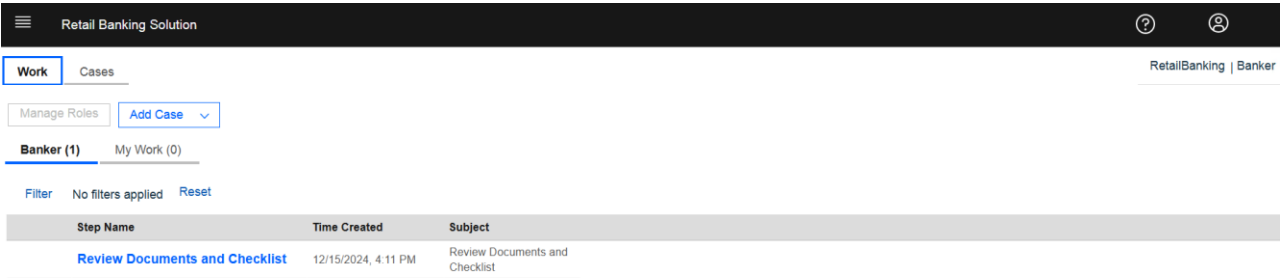 Retail Banking Solution
Work Cases RetailBanking | Banker
Manage Roles Add Case
Banker (1) My Work (0)
Filter No filters applied Reset
Step Name Time Created Subject
Review Documents and Checklist 12/15/2024, 4:11 PM Review Documents and
Checklist